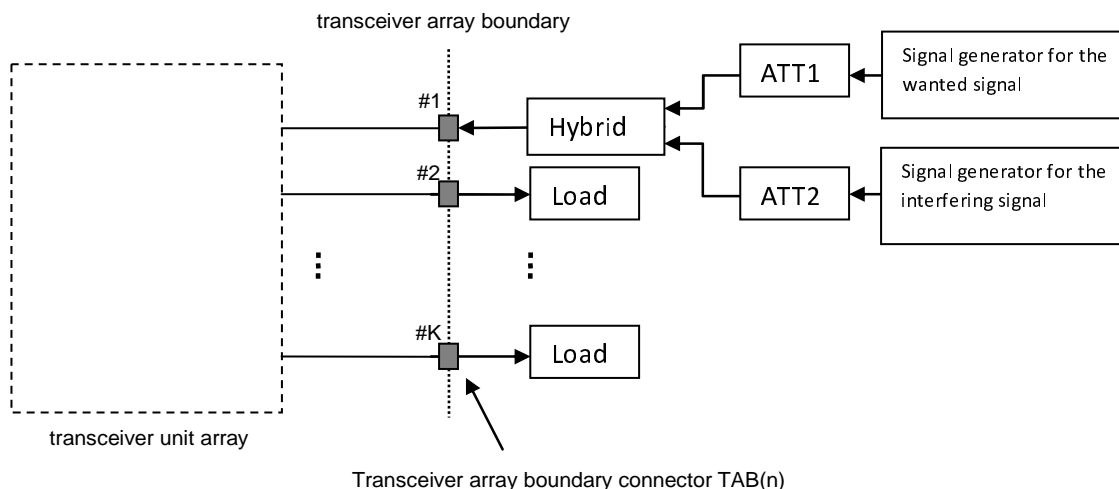 transceiver array boundary
#1
Hybrid
ATT1
Signal generator for the
wanted signal
#2
Load
ATT2
Signal generator for the
interfering signal
#K
Load
transceiver unit array
Transceiver array boundary connector TAB(n)